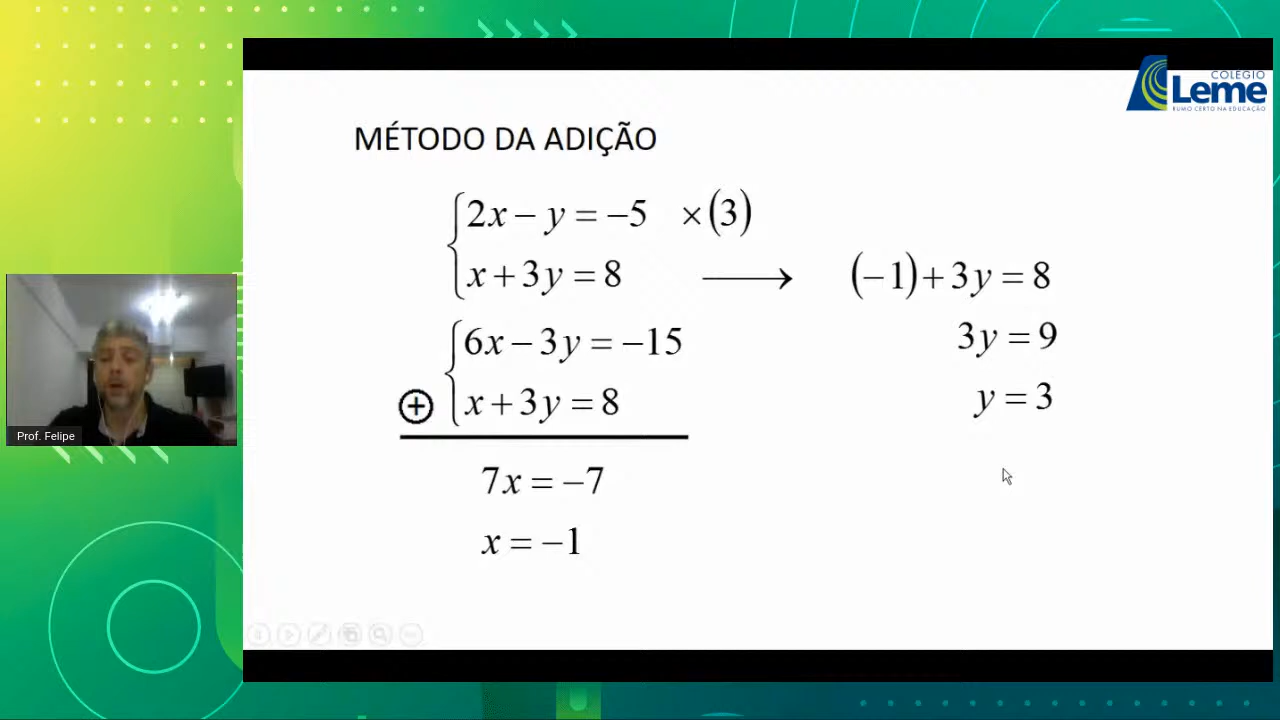 COLEGIO
Leme
RUMO CERTO NA EDUCAÇÃO
MÉTODO DA ADIÇÃO
2x − y = −5 ×(3)
x + 3y = 8 ⟶ (−1) + 3y = 8
6x − 3y = −15
3y = 9
⊕ x + 3y = 8
y = 3
7x = −7
x = −1
Prof. Felipe